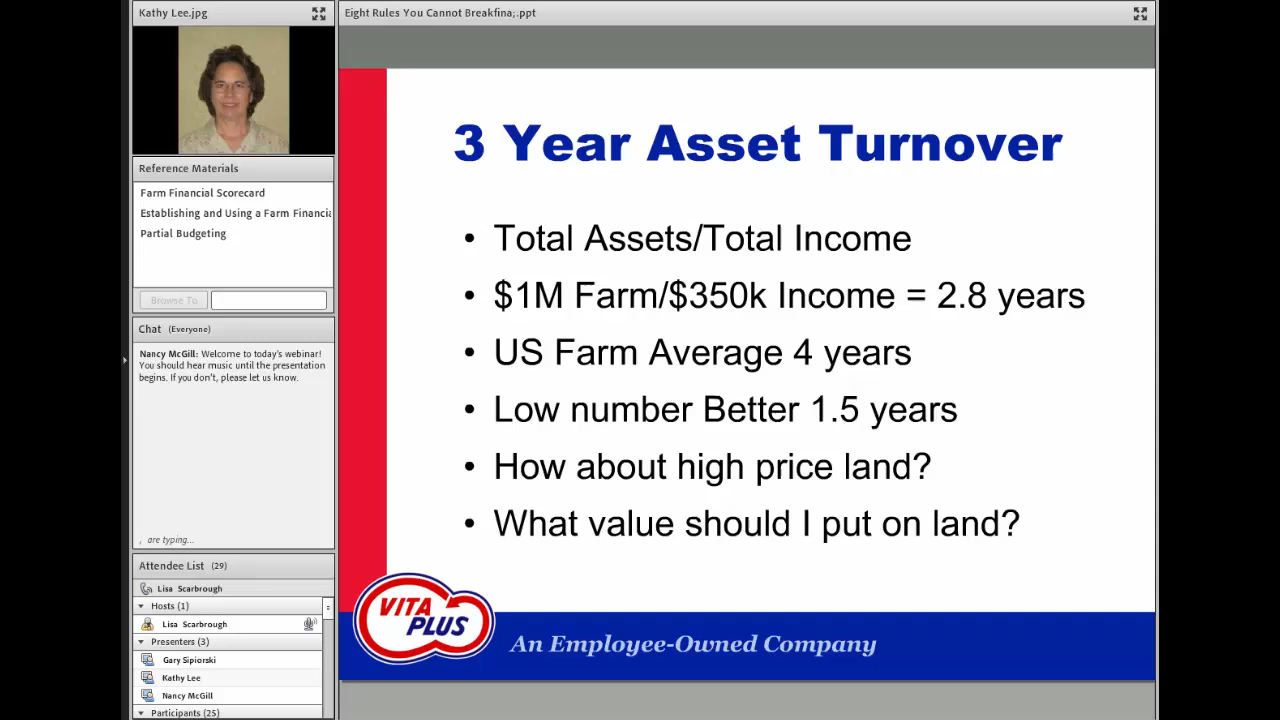 Kathy Lee.jpg
Reference Materials
Farm Financial Scorecard
Establishing and Using a Farm Financia
Partial Budgeting
Browse To
Chat (Everyone)
Nancy McGill: Welcome to today's webinar!
You should hear music until the presentation
begins. If you don't, please let us know.
, are typing...
Attendee List (29)
Lisa Scarbrough
Hosts (1)
Lisa Scarbrough
Presenters (3)
Gary Sipiorski
Kathy Lee
Nancy McGill
Participants (25)
Eight Rules You Cannot Breakfina;.ppt
3 Year Asset Turnover
• Total Assets/Total Income
• $1M Farm/$350k Income = 2.8 years
• US Farm Average 4 years
• Low number Better 1.5 years
• How about high price land?
• What value should I put on land?
VITA
PLUS
An Employee-Owned Company